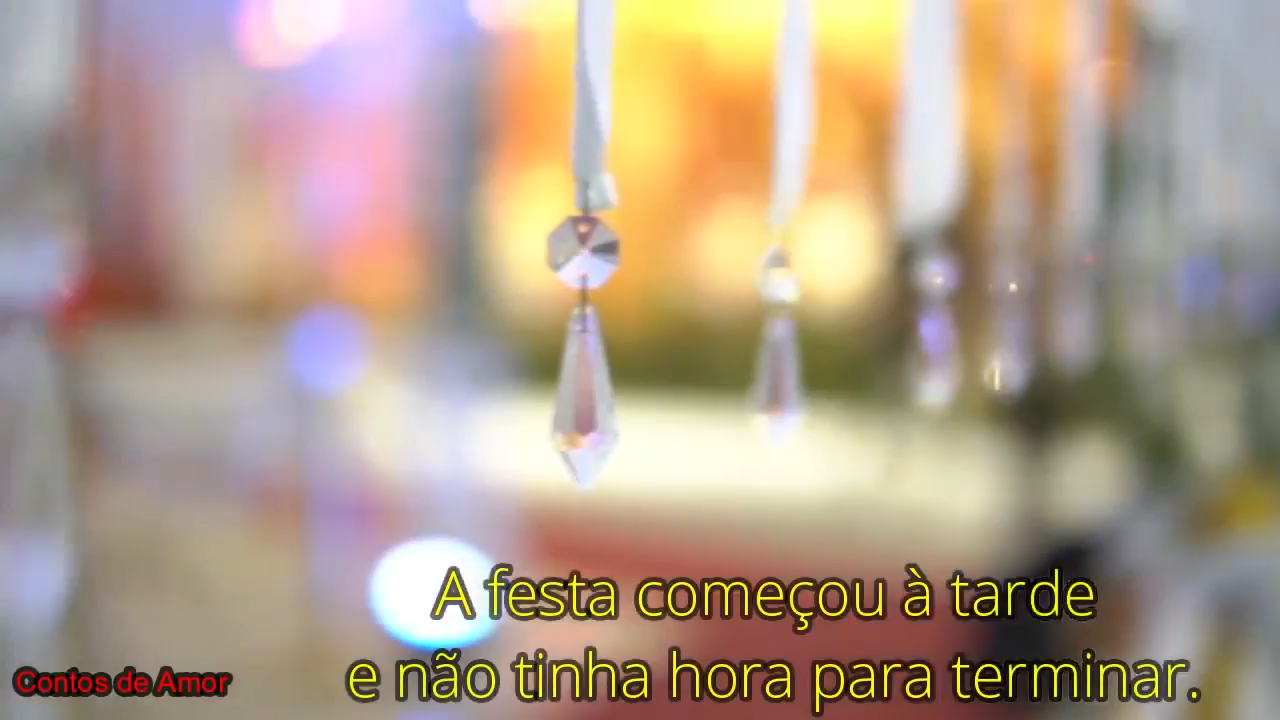 A festa começou à tarde
e não tinha hora para terminar.
Contos de Amor